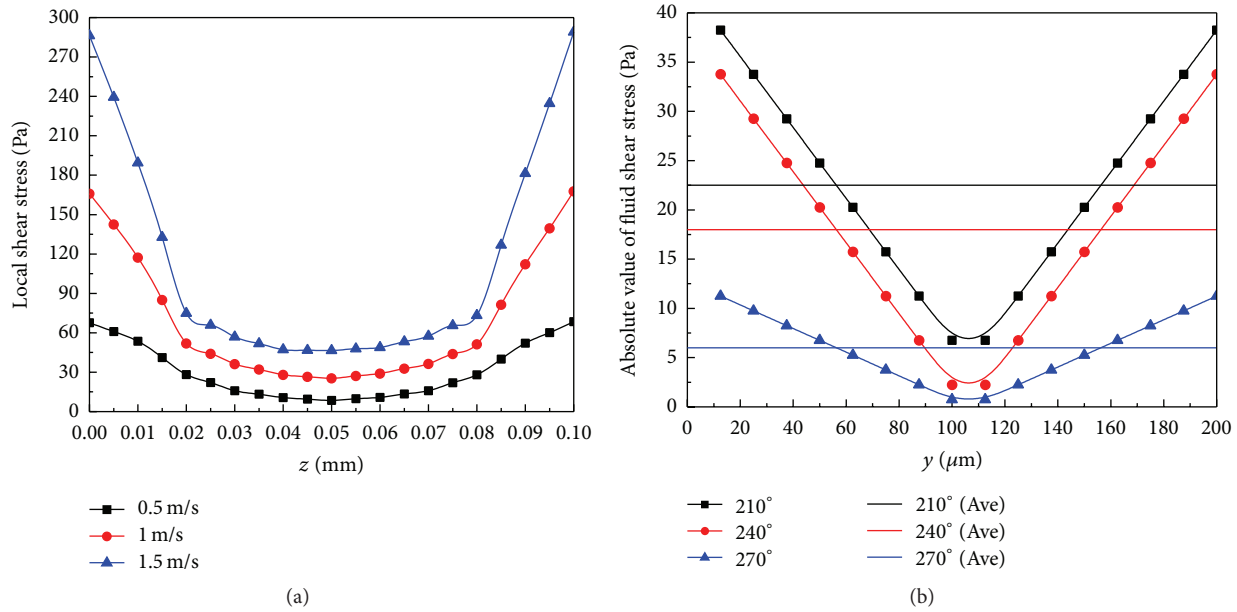 300
270
240
210
180
150
120
90
60
30
0
Local shear stress (Pa)
0.00 0.01 0.02 0.03 0.04 0.05 0.06 0.07 0.08 0.09 0.10
z (mm)
0.5 m/s
1 m/s
1.5 m/s
(a)
40
35
30
25
20
15
10
5
0
Absolute value of fluid shear stress (Pa)
0 20 40 60 80 100 120 140 160 180 200
y (μm)
210° 210° (Ave)
240° 240° (Ave)
270° 270° (Ave)
(b)